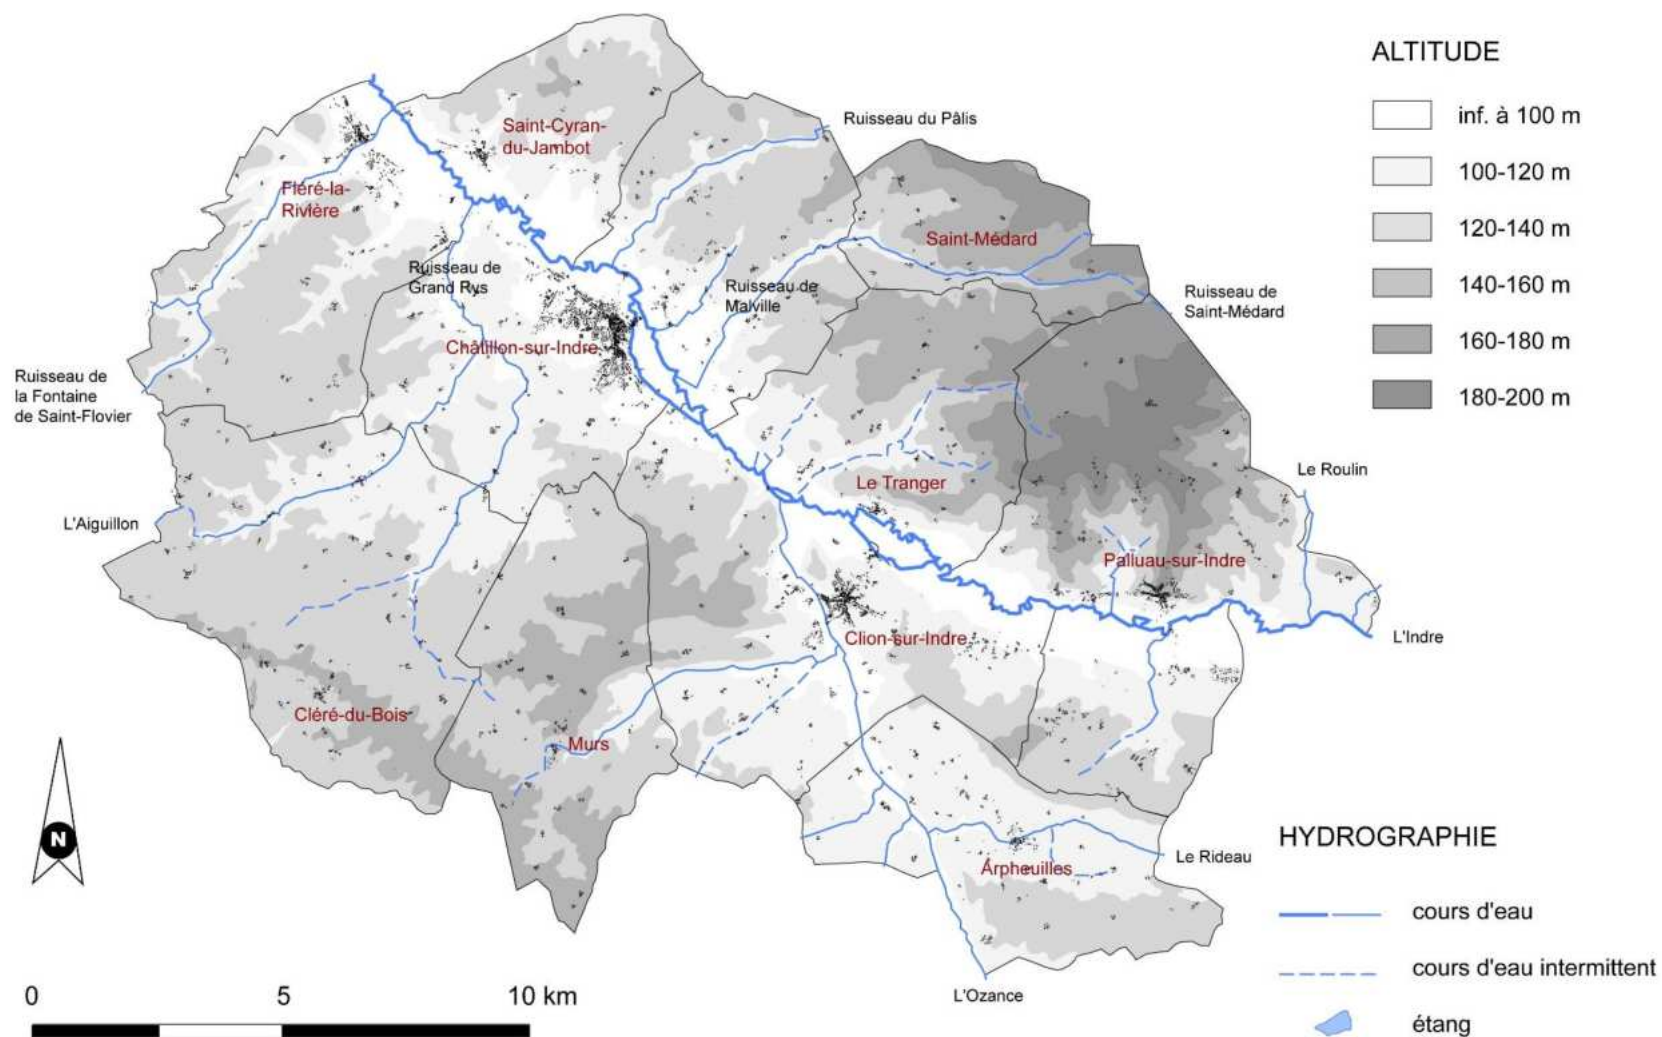 ALTITUDE
inf. à 100 m
100-120 m
120-140 m
140-160 m
160-180 m
180-200 m
Ruisseau du Pâlis
Saint-Cyran-
du-Jambot
Fléré-la-
Rivière
Saint-Médard
Ruisseau de
Grand Rys
Ruisseau de
Malville
Ruisseau de
Saint-Médard
Châtillon-sur-Indre
Ruisseau de
la Fontaine
de Saint-Flovier
Le Roulin
Le Tranger
L'Aiguillon
Palluau-sur-Indre
Clion-sur-Indre
L'Indre
Cléré-du-Bois
Murs
Arpheuilles
Le Rideau
L'Ozance
N
0
5
10 km
HYDROGRAPHIE
cours d'eau
cours d'eau intermittent
étang